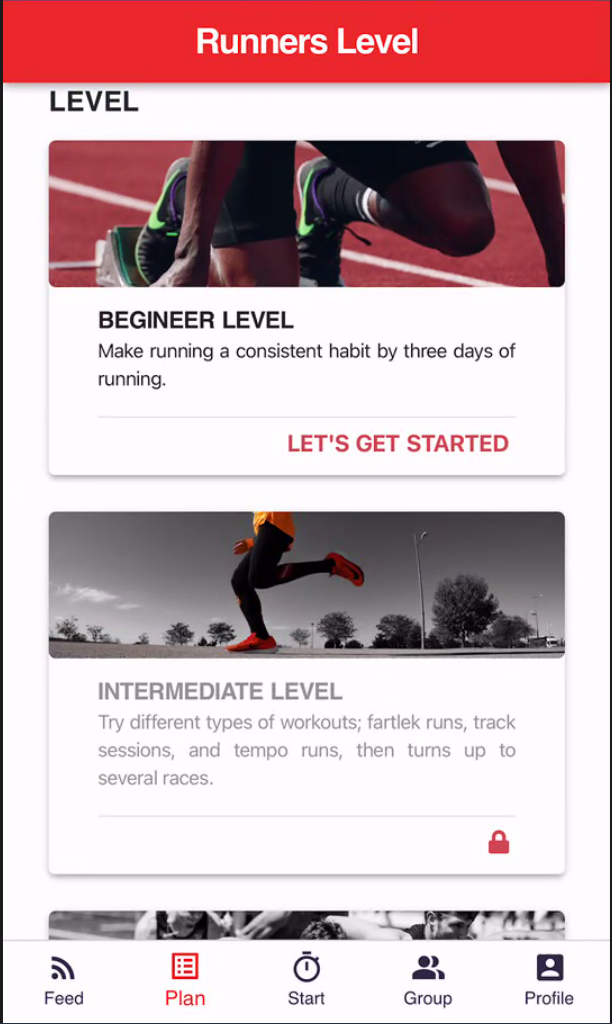 Runners Level
LEVEL
BEGINEER LEVEL
Make running a consistent habit by three days of
running.
LET'S GET STARTED
INTERMEDIATE LEVEL
Try different types of workouts; fartlek runs, track
sessions, and tempo runs, then turns up to
several races.
Feed
Plan
Start
Group
Profile